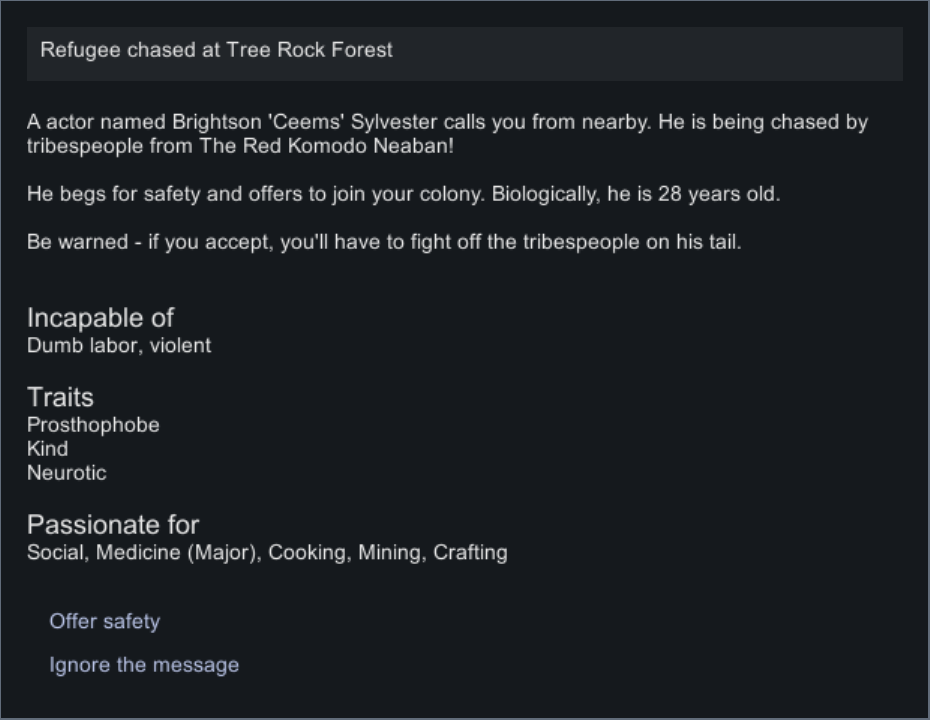 Refugee chased at Tree Rock Forest
A actor named Brightson 'Ceems' Sylvester calls you from nearby. He is being chased by
tribespeople from The Red Komodo Neaban!
He begs for safety and offers to join your colony. Biologically, he is 28 years old.
Be warned - if you accept, you'll have to fight off the tribespeople on his tail.
Incapable of
Dumb labor, violent
Traits
Prosthophobe
Kind
Neurotic
Passionate for
Social, Medicine (Major), Cooking, Mining, Crafting
Offer safety
Ignore the message